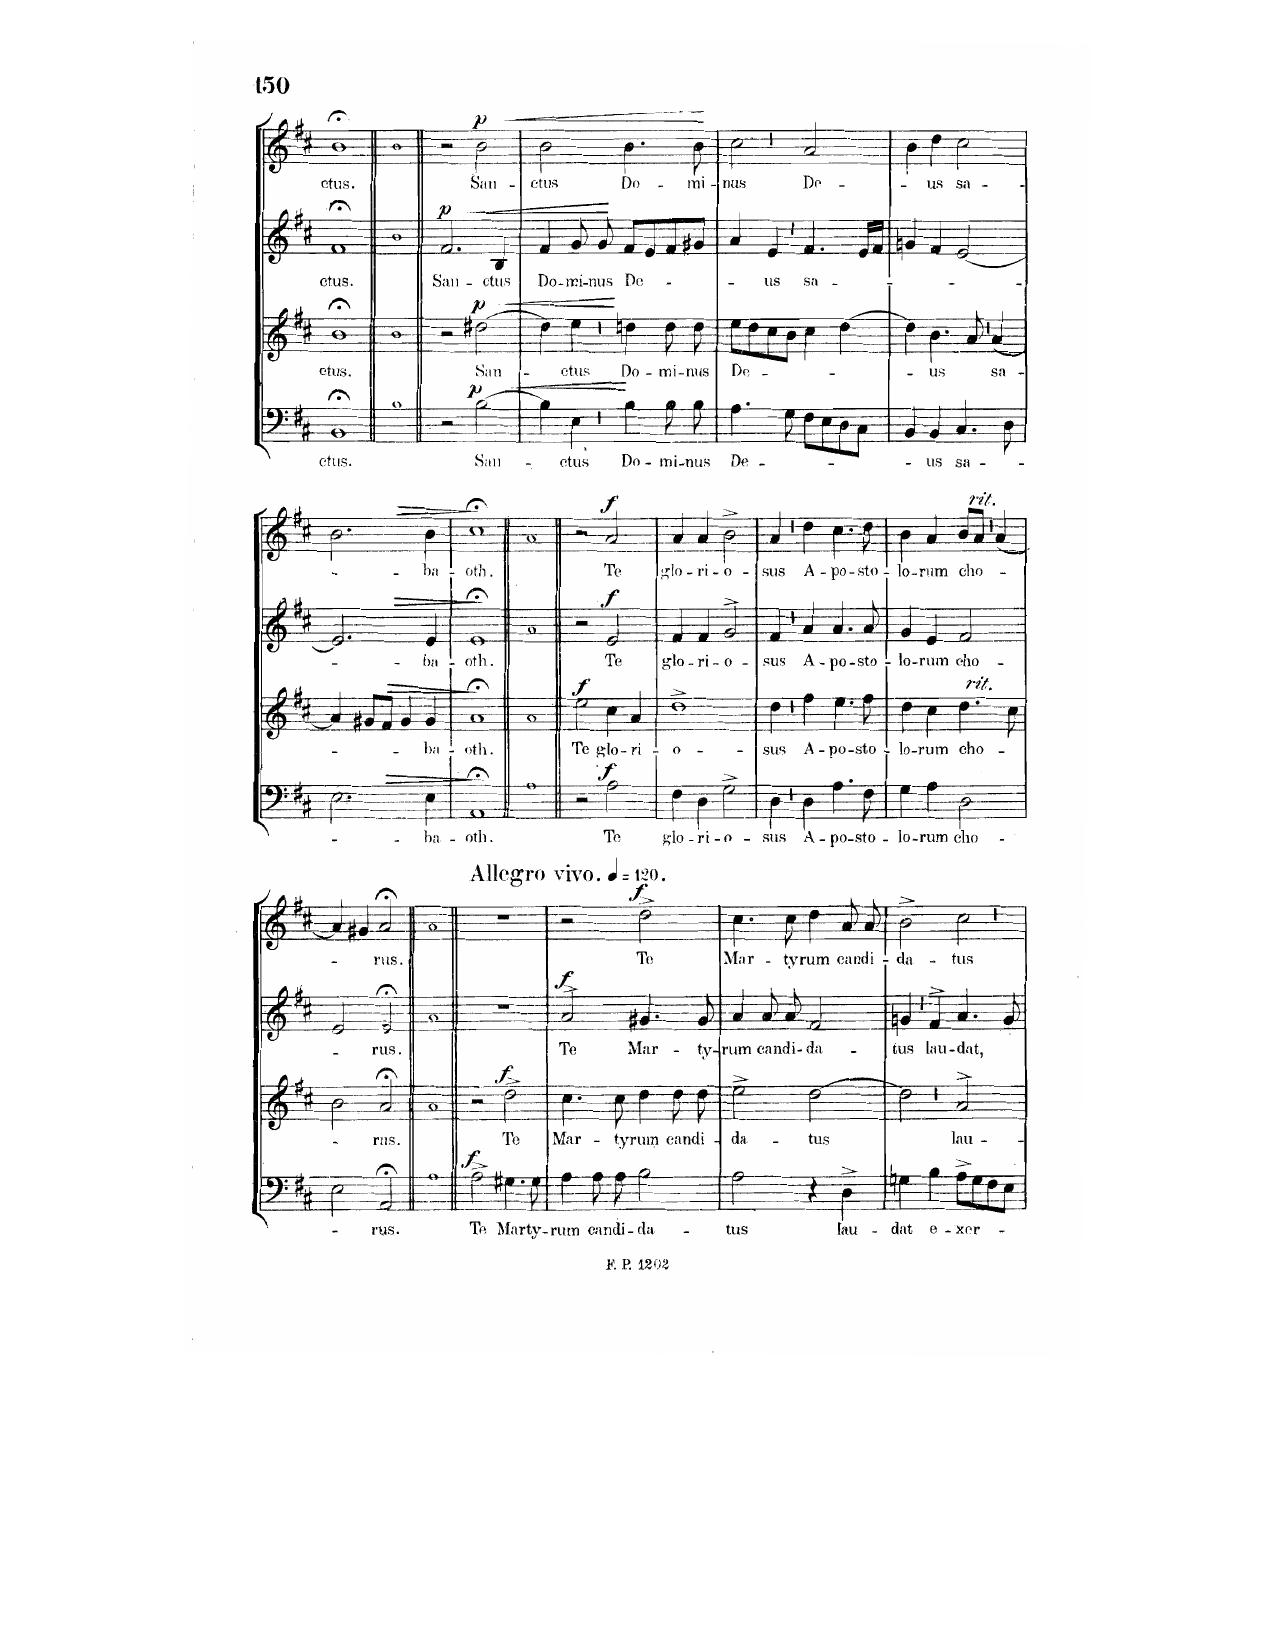 150
p
ctus. San - ctus Do - mi - nus De - - us sa - -
p
ctus. San - ctus Do - mi - nus De - - - us sa - - - -
p
ctus. San - ctus Do - mi - nus De - - - - us sa -
p
ctus. San - ctus Do - mi - nus De - - - - us sa - -
f rit.
- - ba - oth. Te glo - ri - o - sus A - po - sto - lo - rum cho -
f
- - ba - oth. Te glo - ri - o - sus A - po - sto - lo - rum cho -
f rit.
- - ba - oth. Te glo - ri - o - - sus A - po - sto - lo - rum cho -
f
- - ba - oth. Te glo - ri - o - sus A - po - sto - lo - rum cho -
Allegro vivo. ♩ = 120.
f
- rus. Te Mar - tyrum candi - da - tus
f
- rus. Te Mar - ty - rum candi - da - tus lau - dat,
f
- rus. Te Mar - tyrum candi - da - tus lau -
f
- rus. Te Marty - rum candi - da - tus lau - dat e - xer -
F. P. 1202